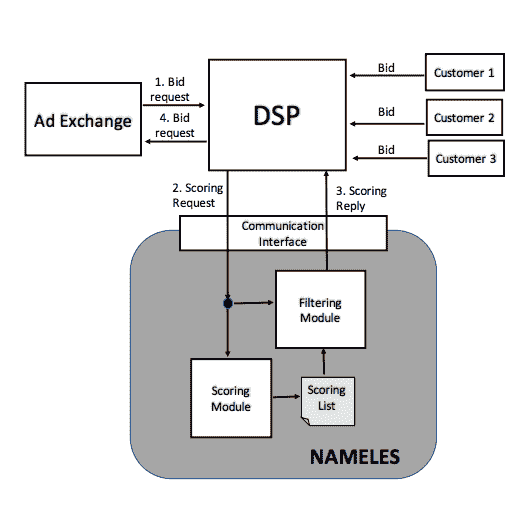 Ad Exchange
1. Bid
request
4. Bid
request
DSP
Bid
Customer 1
Bid
Customer 2
Bid
Customer 3
2. Scoring
Request
3. Scoring
Reply
Communication
Interface
Filtering
Module
Scoring
Module
Scoring
List
NAMELES